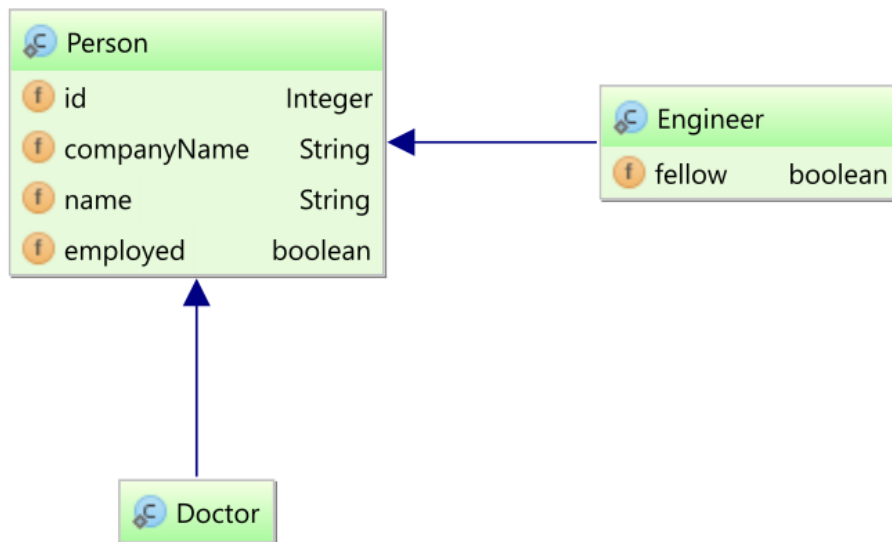 Person
id Integer
companyName String
name String
employed boolean
Engineer
fellow boolean
Doctor